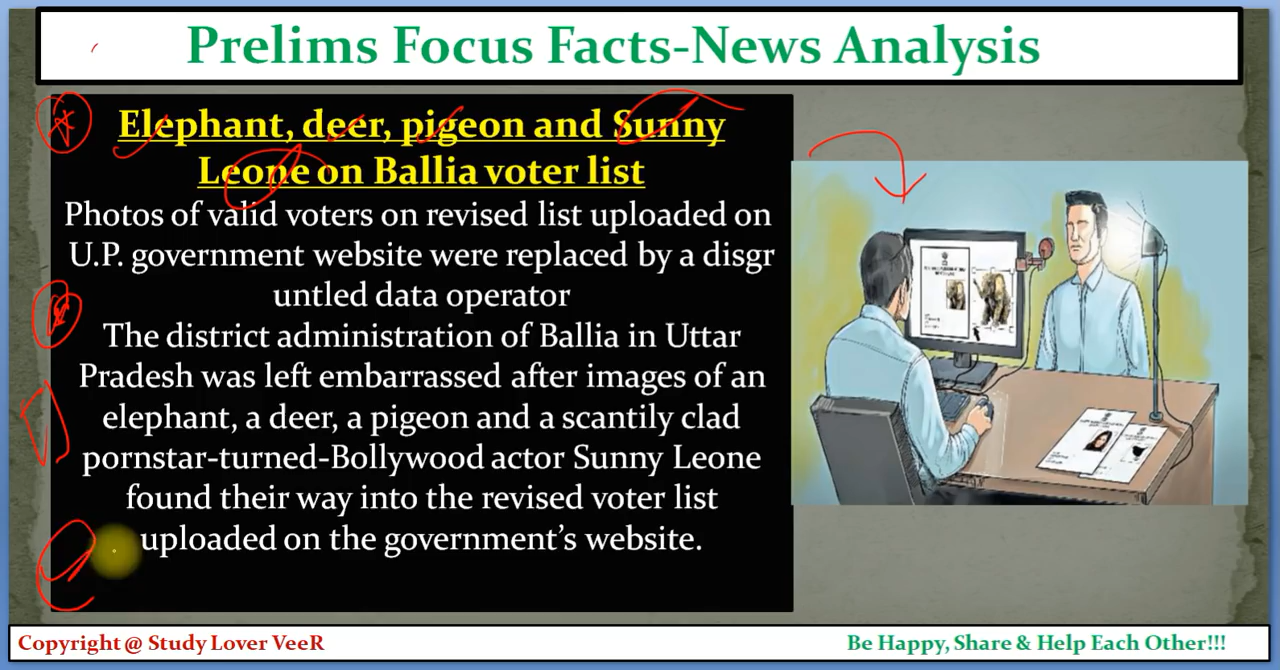 Prelims Focus Facts-News Analysis
Elephant, deer, pigeon and Sunny
Leone on Ballia voter list
Photos of valid voters on revised list uploaded on
U.P. government website were replaced by a disgr
untled data operator
The district administration of Ballia in Uttar
Pradesh was left embarrassed after images of an
elephant, a deer, a pigeon and a scantily clad
pornstar-turned-Bollywood actor Sunny Leone
found their way into the revised voter list
uploaded on the government’s website.
Copyright @ Study Lover VeeR
Be Happy, Share & Help Each Other!!!